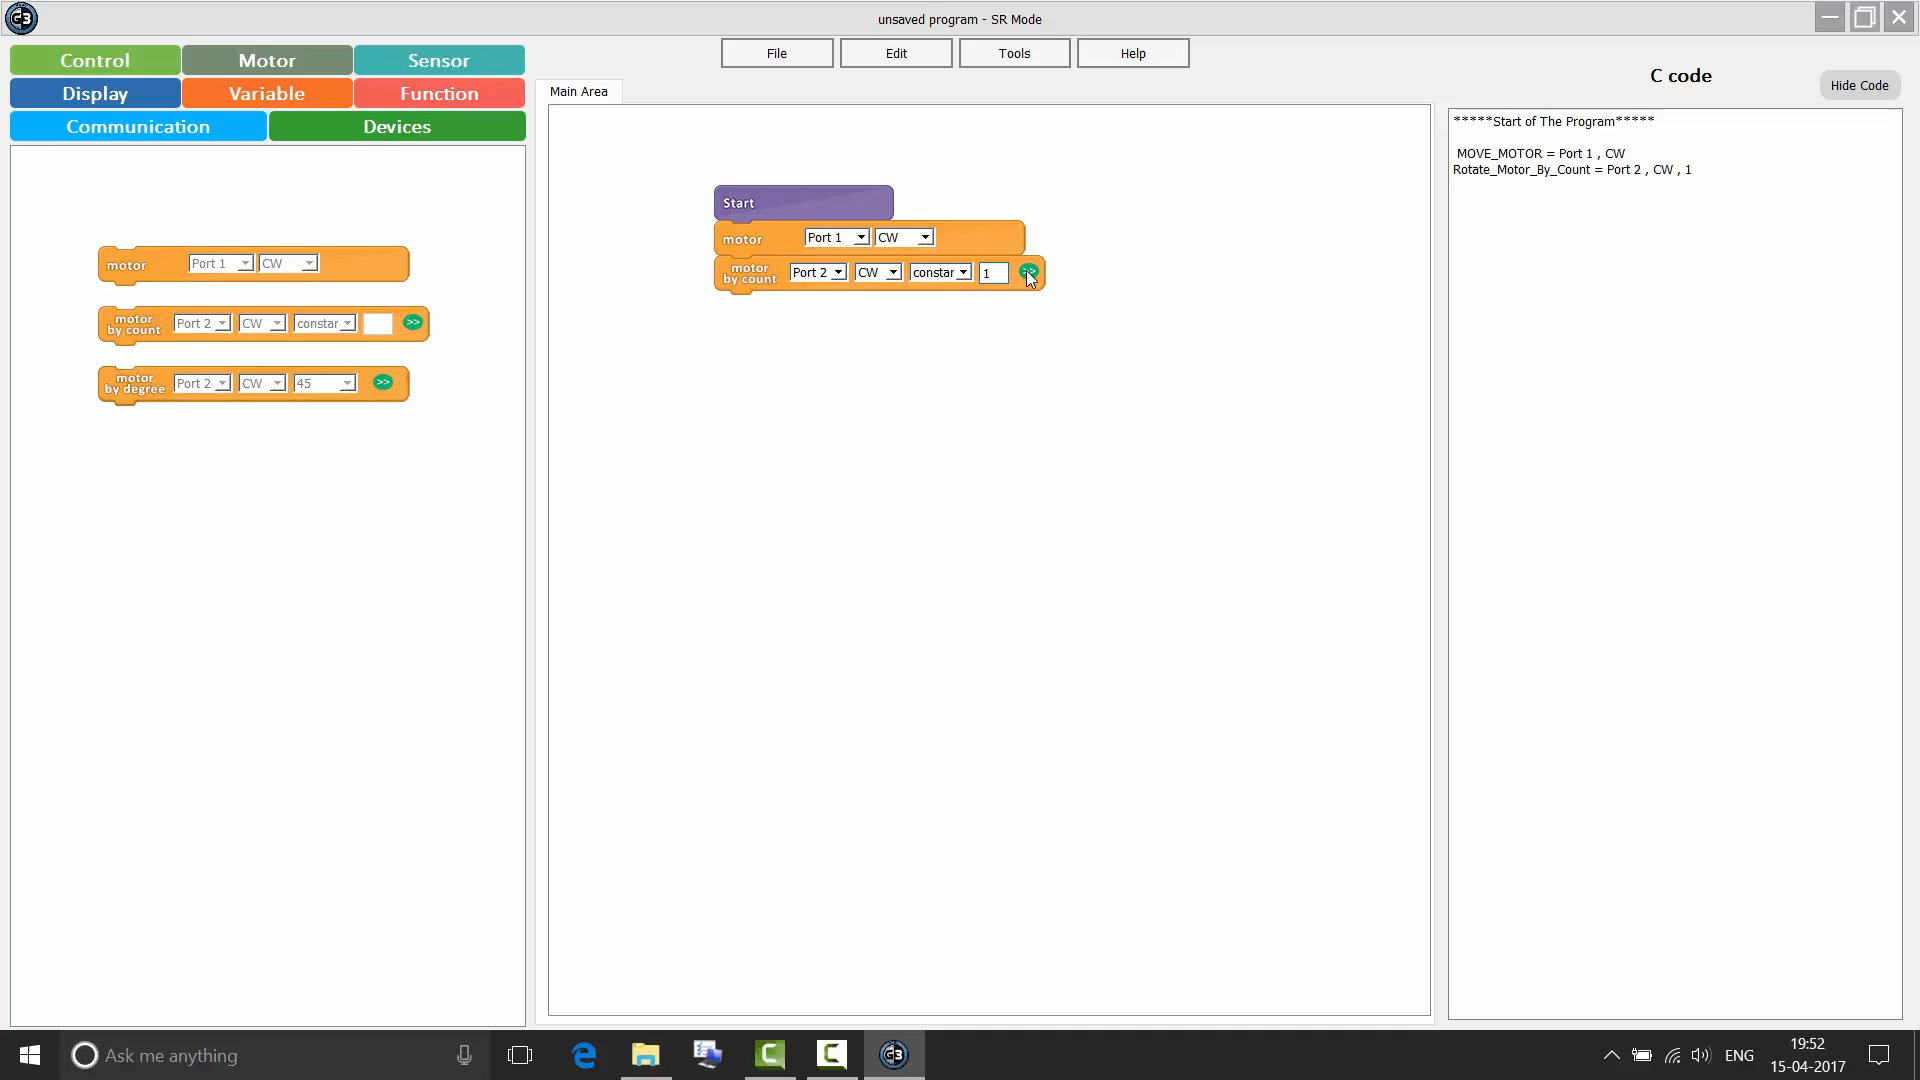 G3
unsaved program - SR Mode
File Edit Tools Help
Control Motor Sensor
Display Variable Function
Communication Devices
Main Area
C code
Hide Code
motor Port 1 CW
motor by count Port 2 CW constar >>
motor by degree Port 2 CW 45 >>
Start
motor Port 1 CW
motor by count Port 2 CW constar 1 >>
*****Start of The Program*****
MOVE_MOTOR = Port 1 , CW
Rotate_Motor_By_Count = Port 2 , CW , 1
Ask me anything
G3
ENG
19:52
15-04-2017